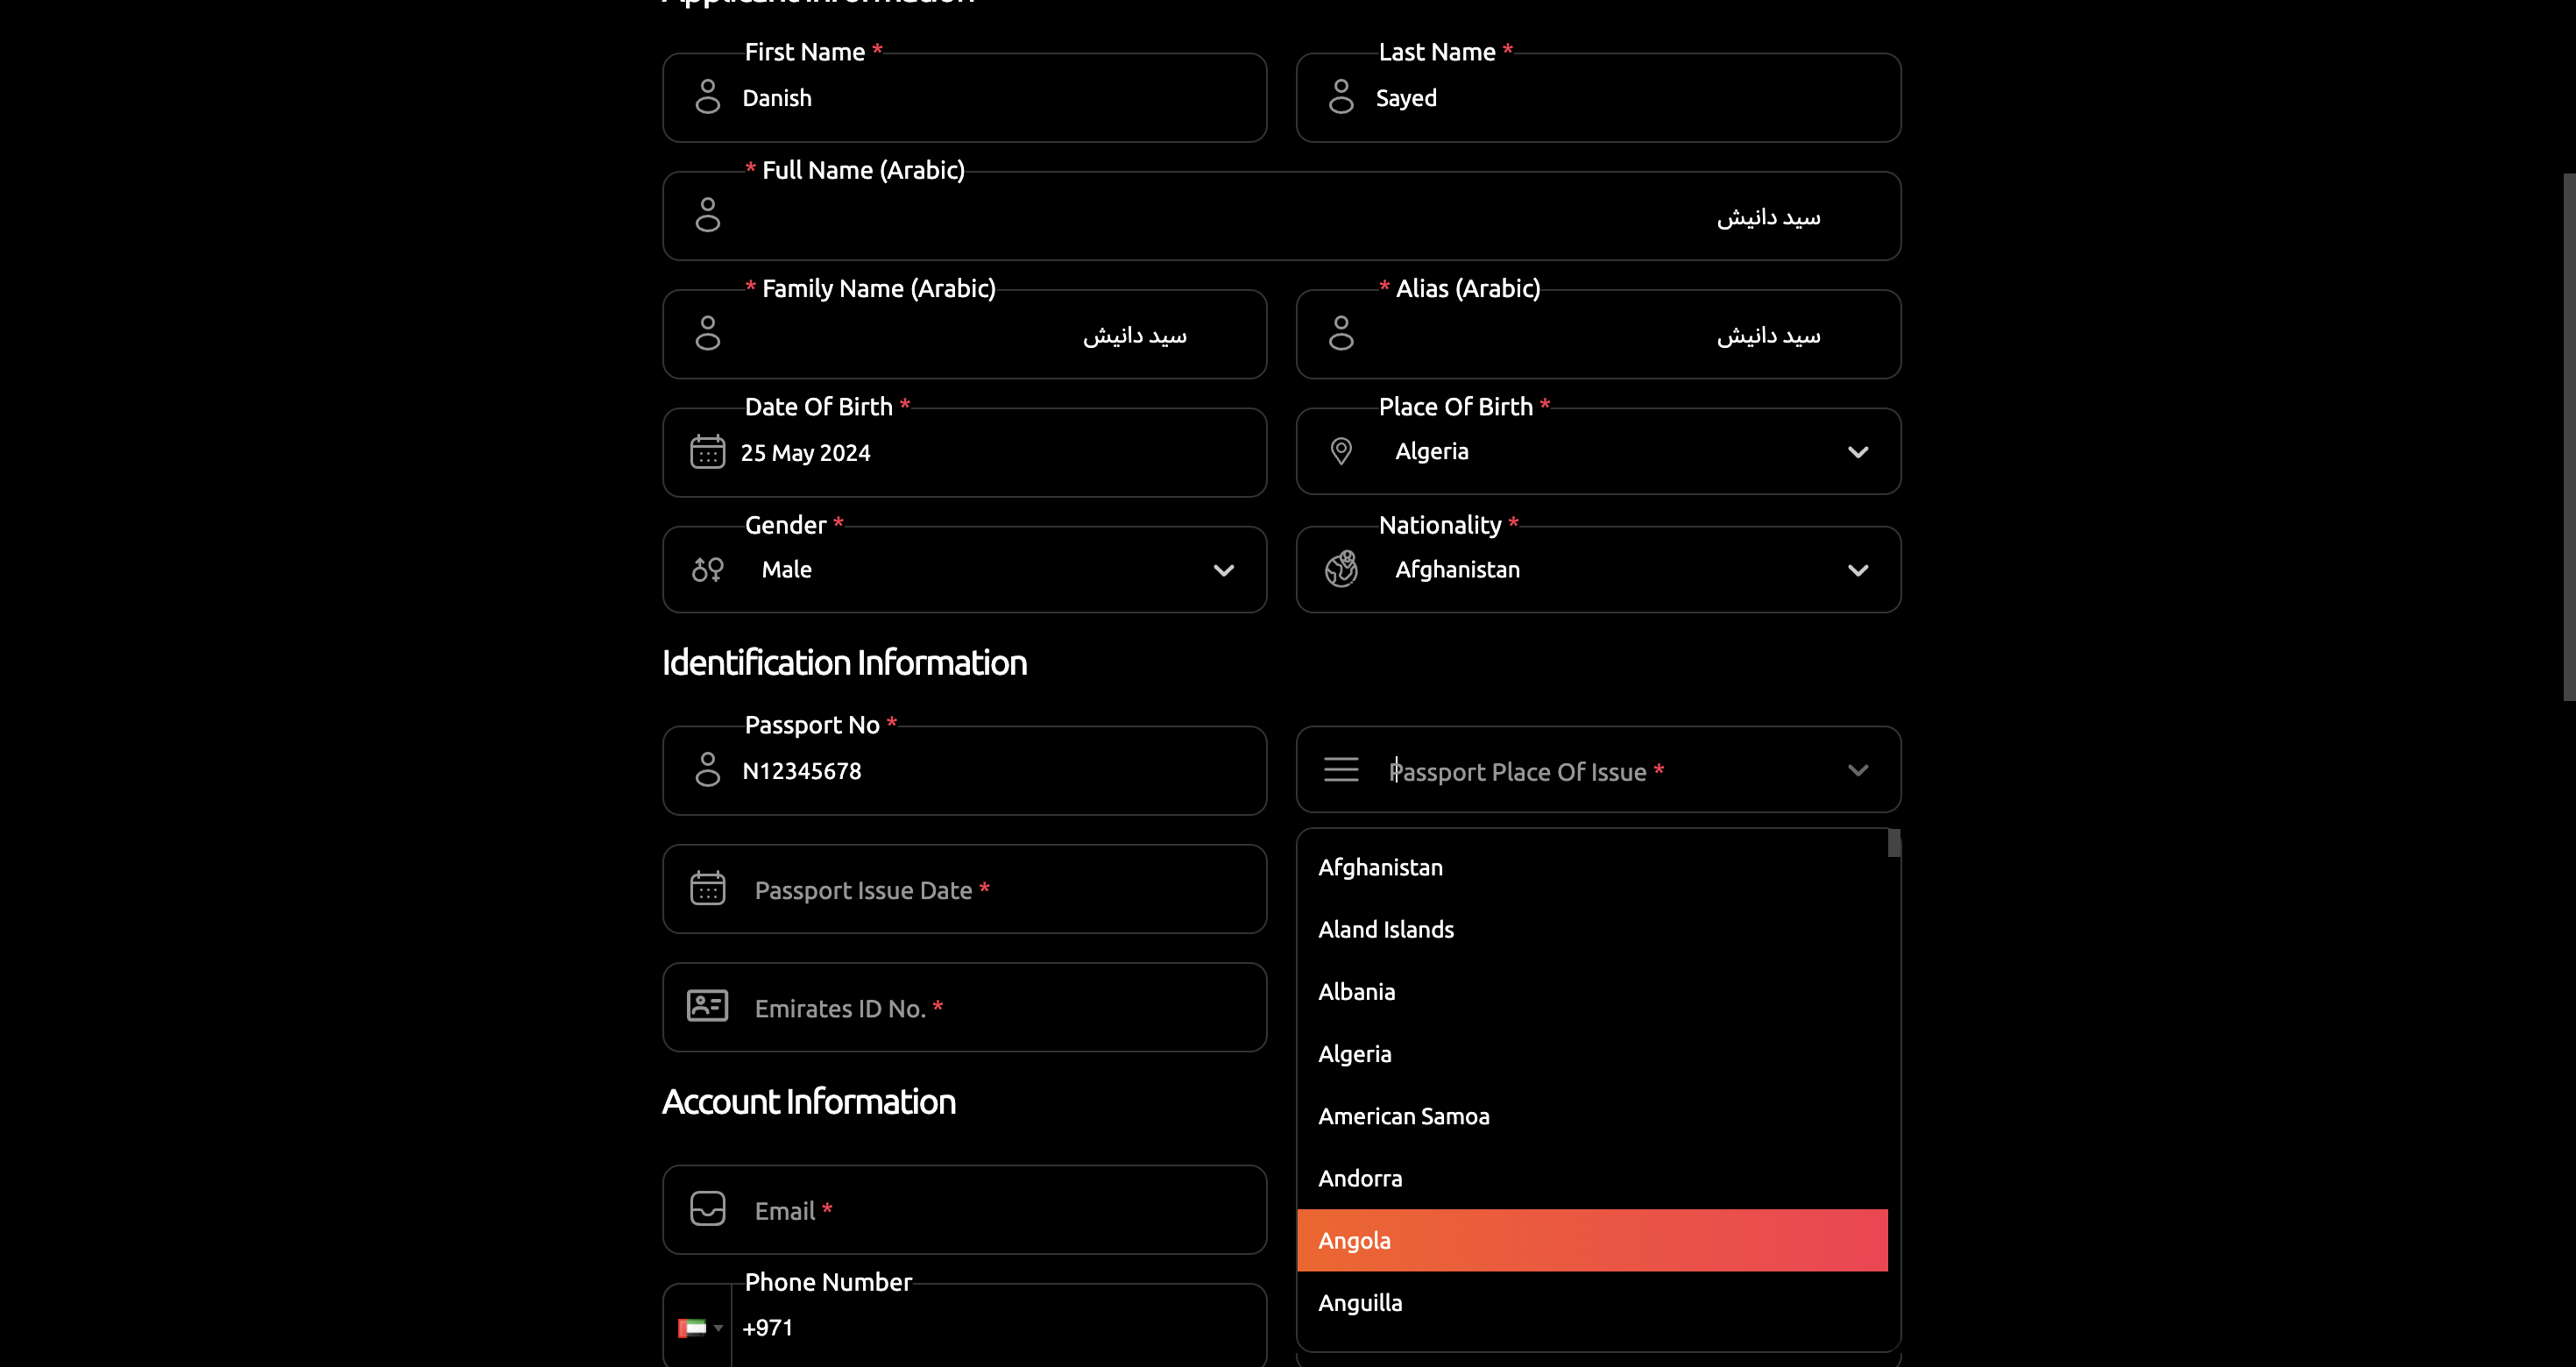 Applicant Information
First Name *
Danish
Last Name *
Sayed
* Full Name (Arabic)
سيد دانيش
* Family Name (Arabic)
سيد دانيش
* Alias (Arabic)
سيد دانيش
Date Of Birth *
25 May 2024
Place Of Birth *
Algeria
Gender *
Male
Nationality *
Afghanistan
Identification Information
Passport No *
N12345678
Passport Place Of Issue *
Passport Issue Date *
Emirates ID No. *
Afghanistan
Aland Islands
Albania
Algeria
American Samoa
Andorra
Angola
Anguilla
Account Information
Email *
Phone Number
+971